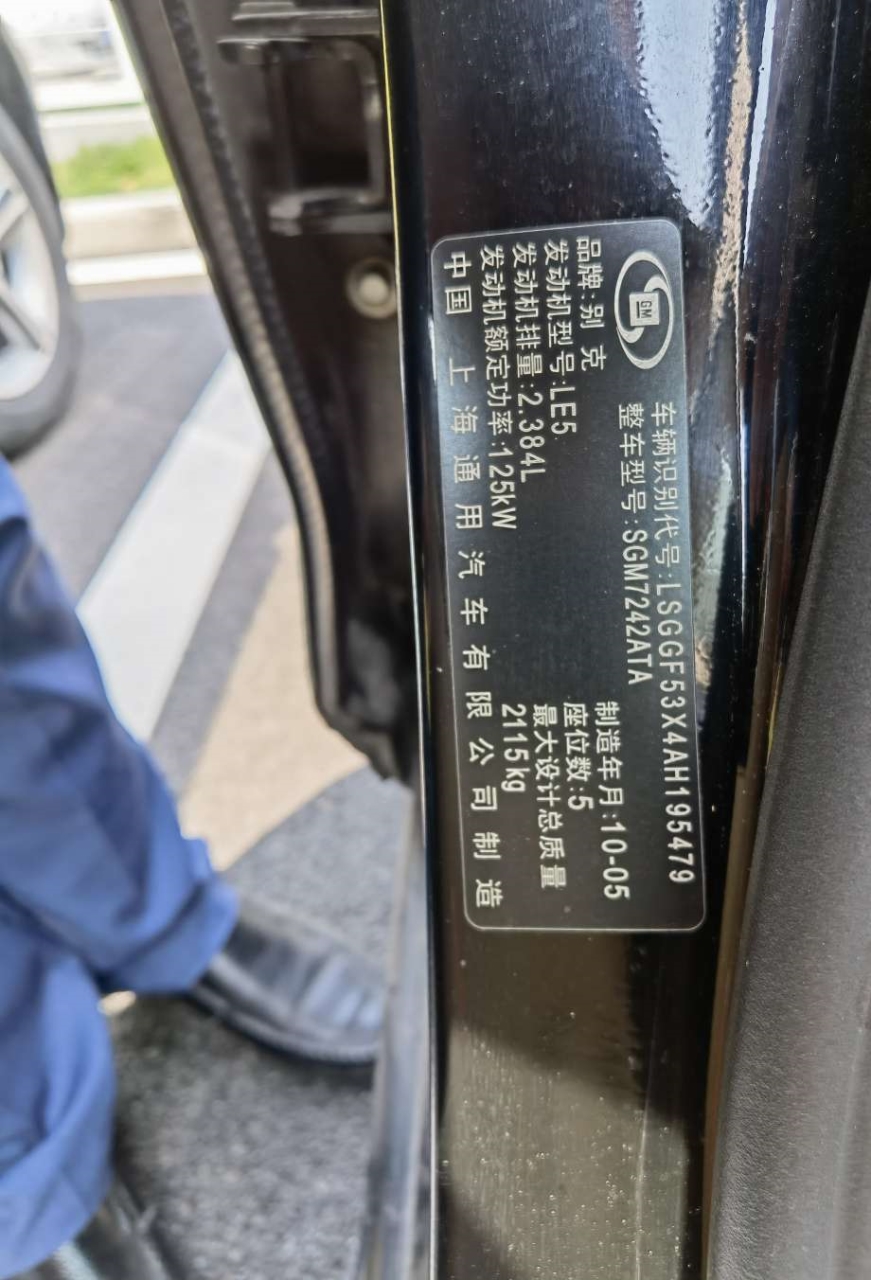 GM
车辆识别代号:LSGGF53X4AH195479
整车型号:SGM7242ATA
品牌:别 克
制造年月:10-05
发动机型号:LE5
座位数:5
发动机排量:2.384L
最大设计总质量
发动机额定功率:125kW
2115kg
中国 上海通用汽车有限公司制造